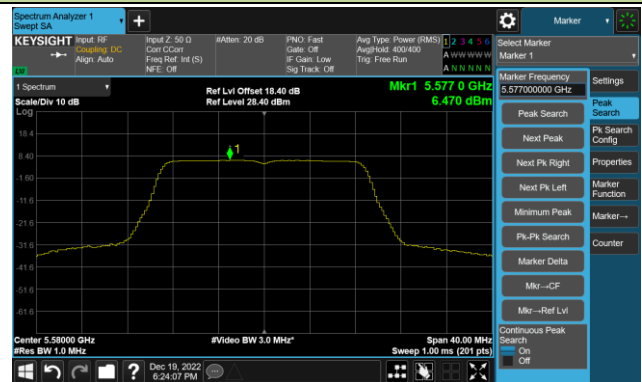 Spectrum Analyzer 1
Swept SA
Marker
KEYSIGHT
Input: RF
Coupling: DC
Align: Auto
Input Z: 50 Ω
Corr CCorr
Freq Ref: Int (S)
NFE: Off
#Atten: 20 dB
PNO: Fast
Gate: Off
IF Gain: Low
Sig Track: Off
Avg Type: Power (RMS)
Avg|Hold: 400/400
Trig: Free Run
1 2 3 4 5 6
A W W W W W
A N N N N N
LW
Select Marker
Marker 1
1 Spectrum
Scale/Div 10 dB
Log
Ref Lvl Offset 18.40 dB
Ref Level 28.40 dBm
Mkr1 5.577 0 GHz
6.470 dBm
18.4
8.40
-1.60
-11.6
-21.6
-31.6
-41.6
-51.6
-61.6
1
Center 5.58000 GHz
#Res BW 1.0 MHz
#Video BW 3.0 MHz*
Span 40.00 MHz
Sweep 1.00 ms (201 pts)
Marker Frequency
5.577000000 GHz
Peak Search
Next Peak
Next Pk Right
Next Pk Left
Minimum Peak
Pk-Pk Search
Marker Delta
Mkr→CF
Mkr→Ref Lvl
Continuous Peak
Search
On
Off
Settings
Peak
Search
Pk Search
Config
Properties
Marker
Function
Marker→
Counter
?
Dec 19, 2022
6:24:07 PM